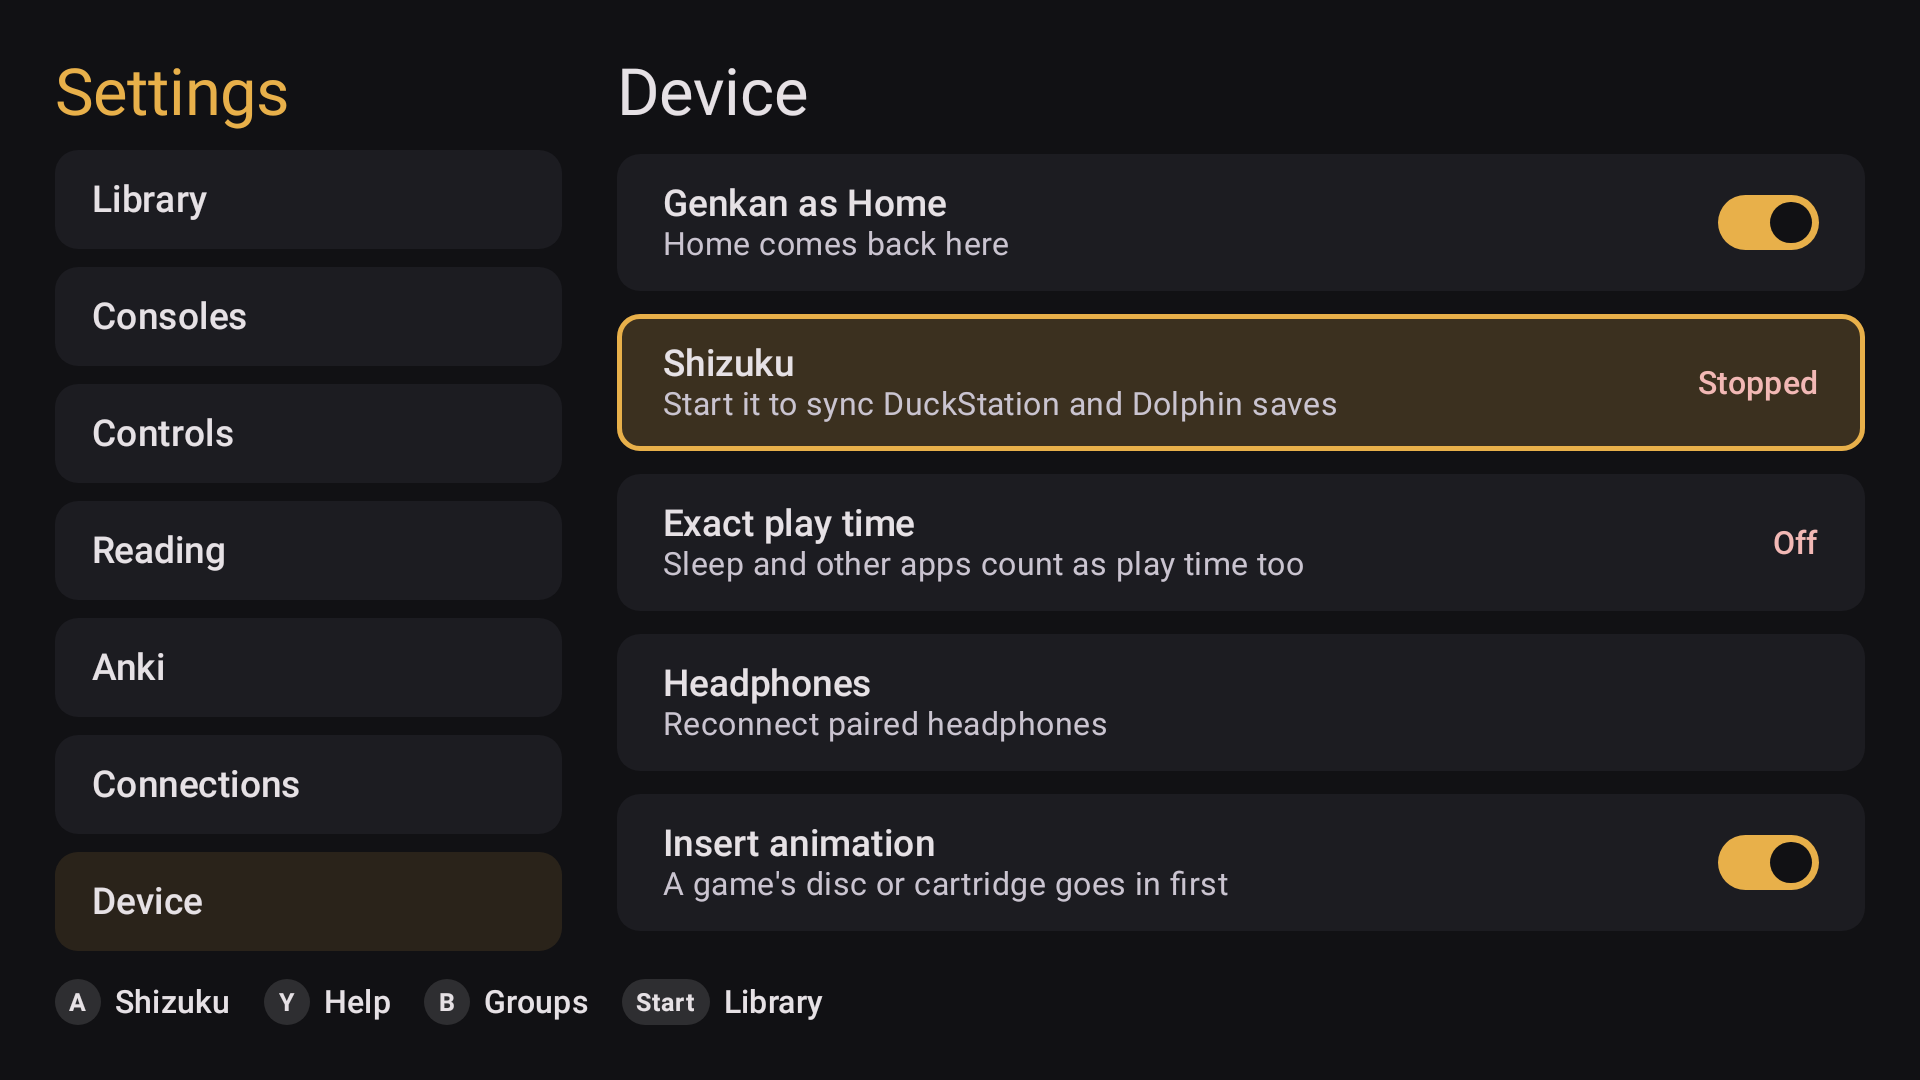 Settings
Library
Consoles
Controls
Reading
Anki
Connections
Device
Device
Genkan as Home
Home comes back here
Shizuku
Start it to sync DuckStation and Dolphin saves
Stopped
Exact play time
Sleep and other apps count as play time too
Off
Headphones
Reconnect paired headphones
Insert animation
A game's disc or cartridge goes in first
A Shizuku Y Help B Groups Start Library